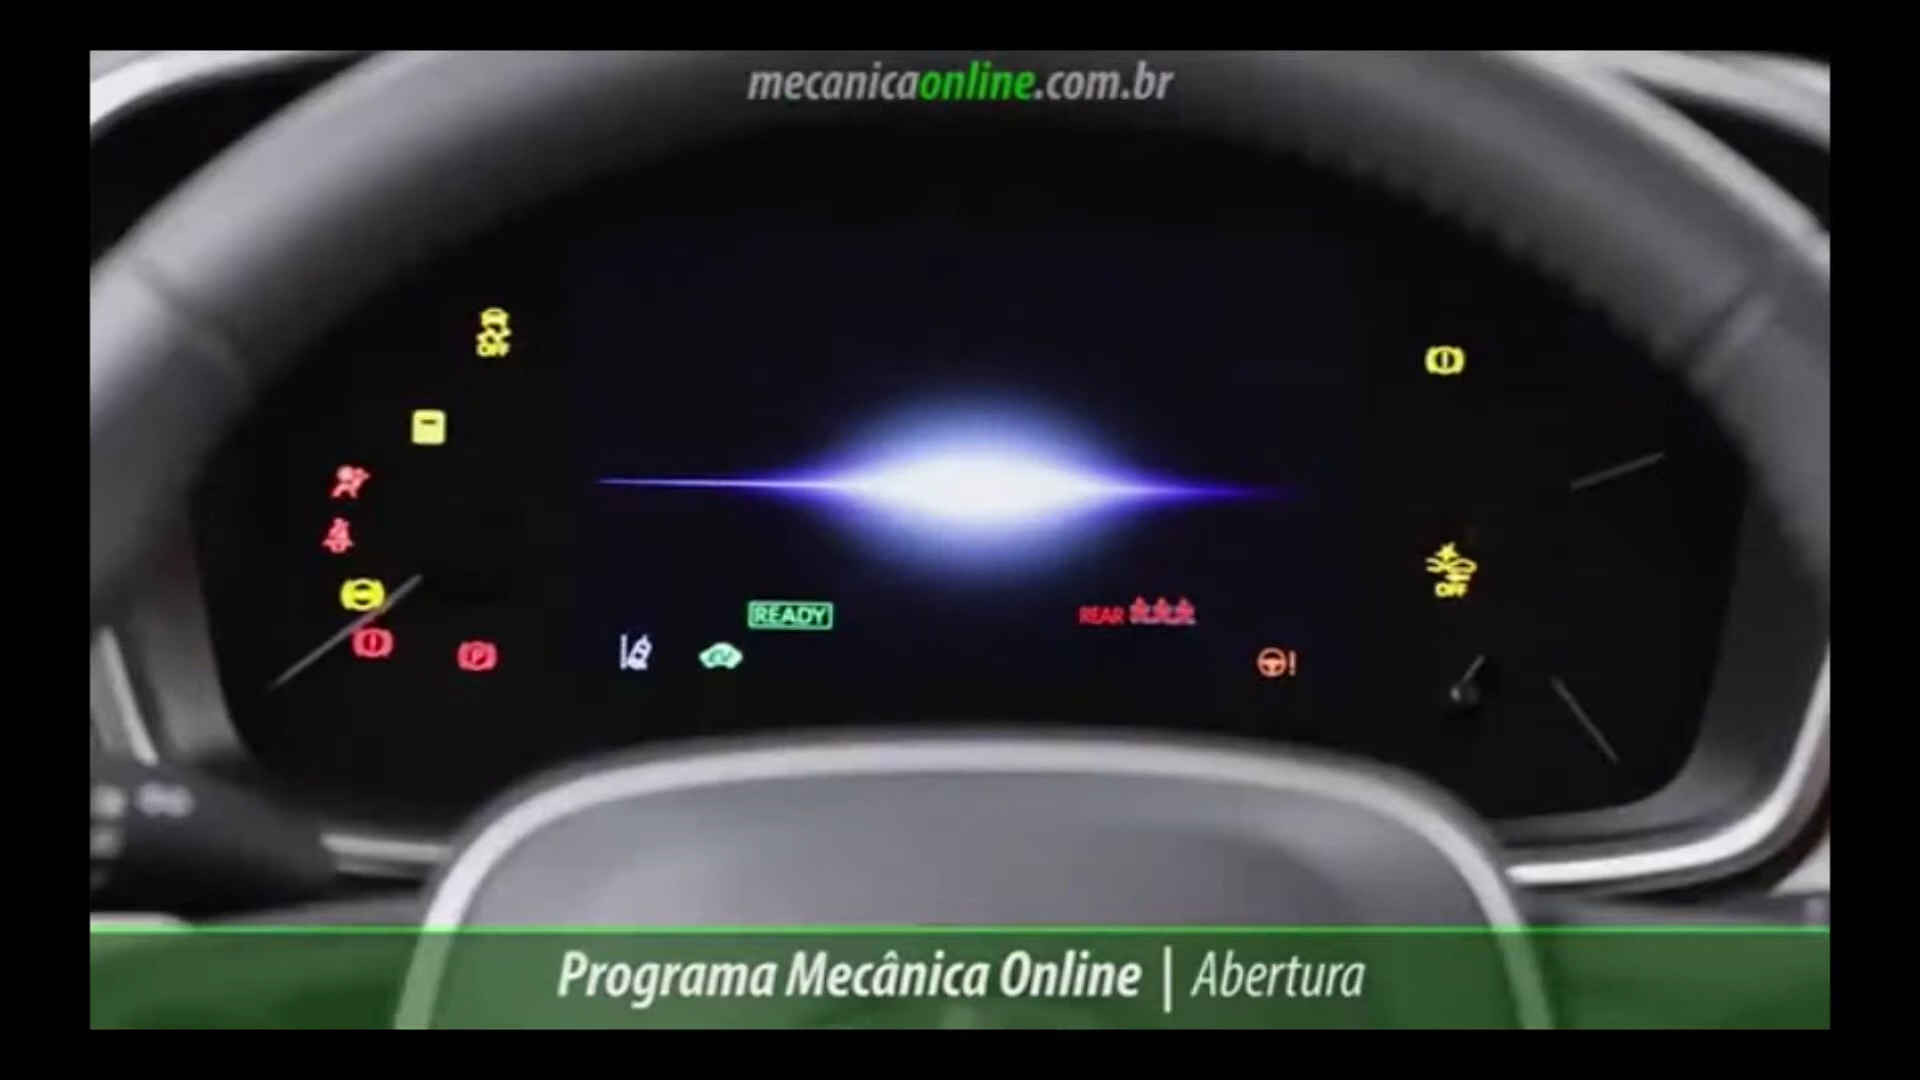 mecanicaonline.com.br
OFF
READY
REAR
OFF
P
Programa Mecânica Online | Abertura